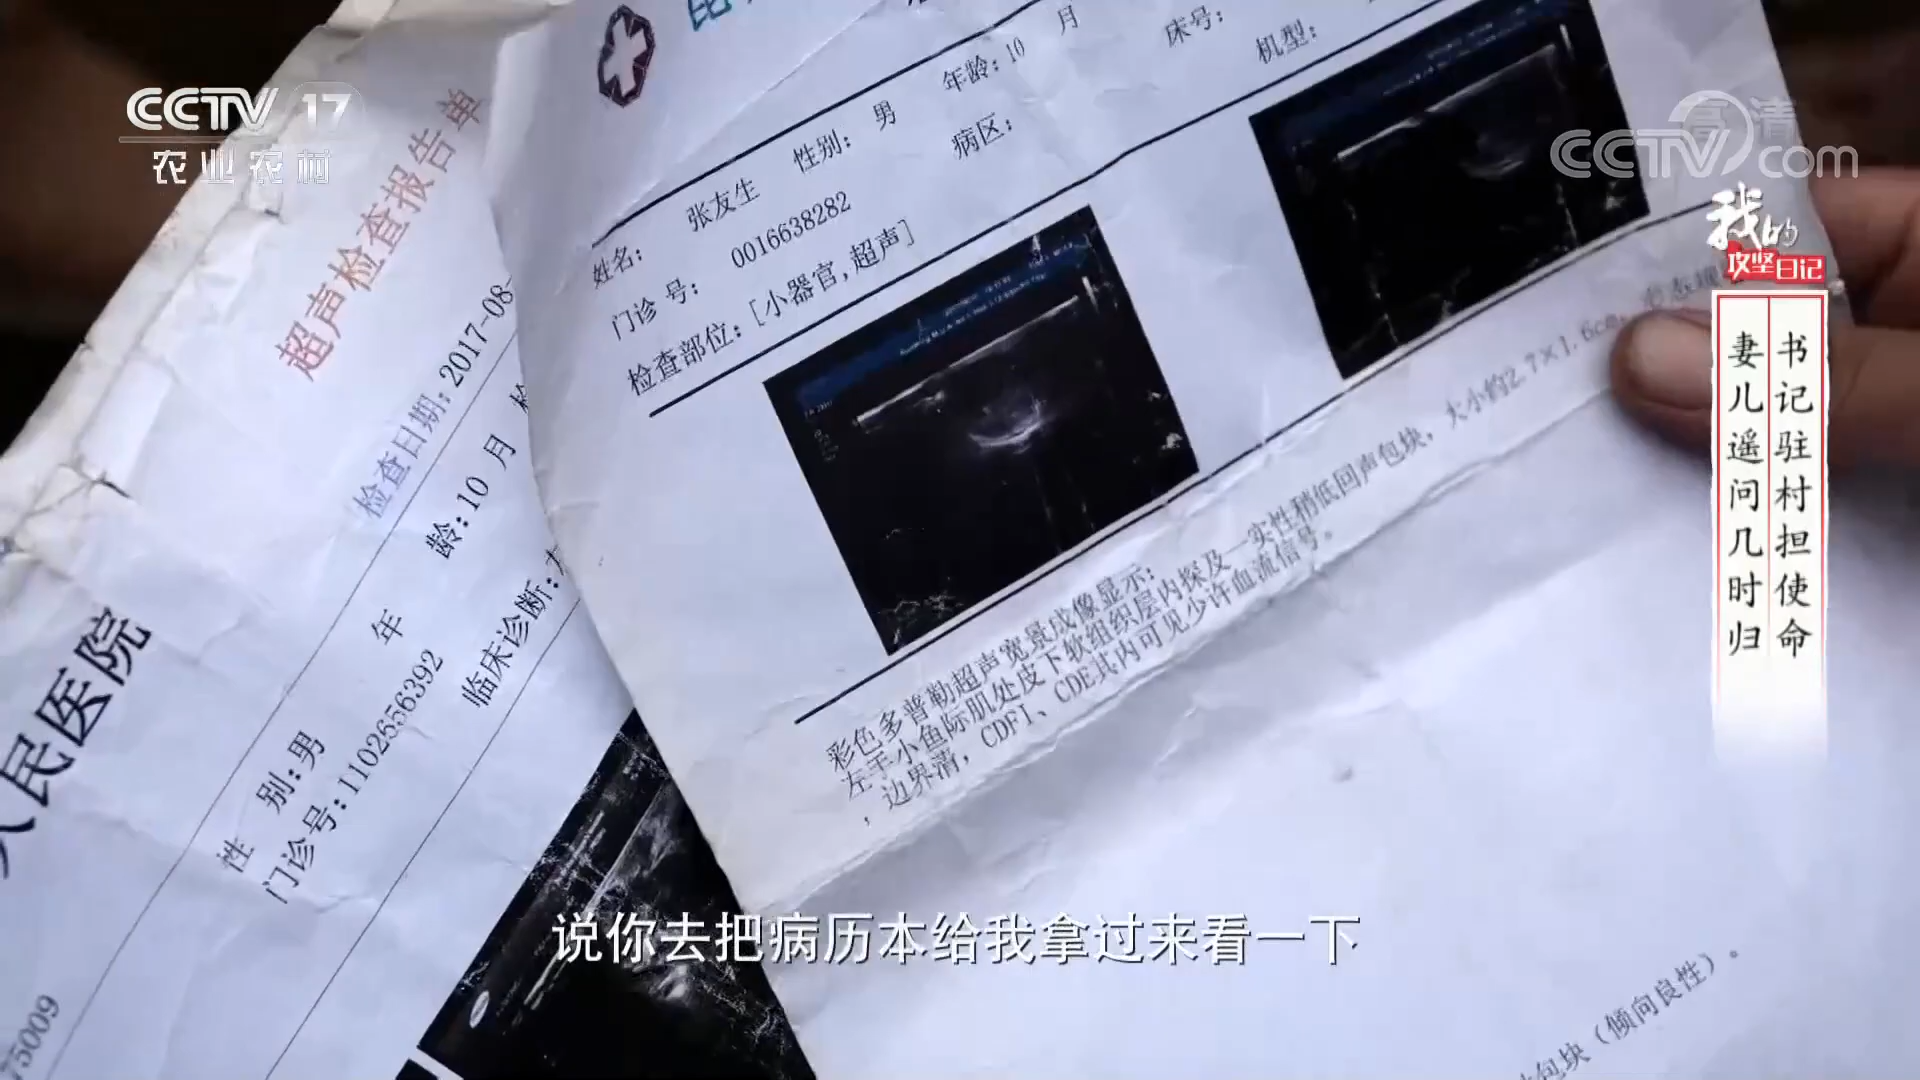 CCTV 17
农业农村
高清
CCTV.com
我的
攻坚日记
书记驻村担使命
妻儿遥问几时归
超声检查报告单
检查日期:2017-08-
龄:10 月
年
临床诊断:
人民医院
性 别:男
门诊号:1102656392
75009
姓名: 张友生 性别: 男 年龄:10 月 床号:
门诊 号: 0016638282 病区: 机型:
检查部位:[小器官,超声]
彩色多普勒超声宽景成像显示:
左手小鱼际肌处皮下软组织层内探及一实性稍低回声包块，大小约2.7×1.6cm，
，边界清，CDFI、CDE其内可见少许血流信号。
包块（倾向良性）。
说你去把病历本给我拿过来看一下